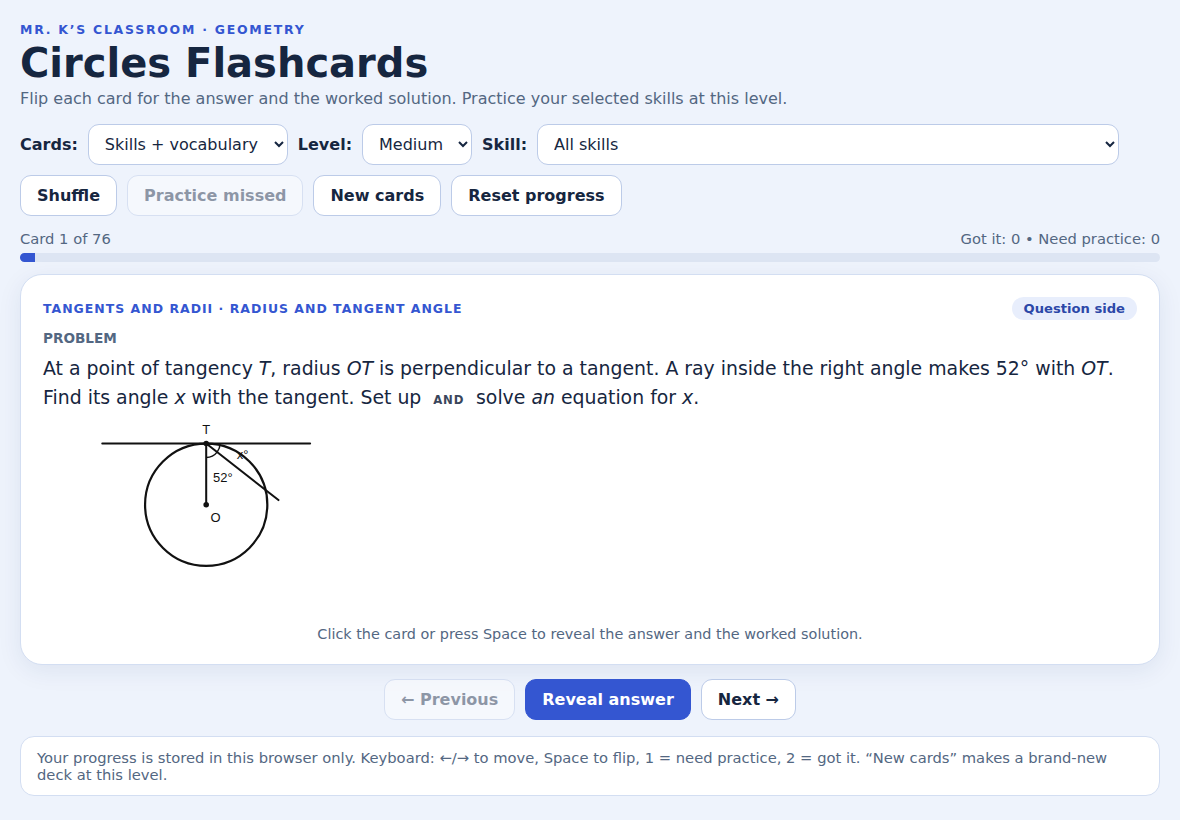 MR. K’S CLASSROOM · GEOMETRY
Circles Flashcards
Flip each card for the answer and the worked solution. Practice your selected skills at this level.
Cards: Skills + vocabulary Level: Medium Skill: All skills
Shuffle Practice missed New cards Reset progress
Card 1 of 76 Got it: 0 • Need practice: 0
TANGENTS AND RADII · RADIUS AND TANGENT ANGLE Question side
PROBLEM
At a point of tangency T, radius OT is perpendicular to a tangent. A ray inside the right angle makes 52° with OT.
Find its angle x with the tangent. Set up AND solve an equation for x.
T
x°
52°
O
Click the card or press Space to reveal the answer and the worked solution.
← Previous Reveal answer Next →
Your progress is stored in this browser only. Keyboard: ←/→ to move, Space to flip, 1 = need practice, 2 = got it. “New cards” makes a brand-new
deck at this level.